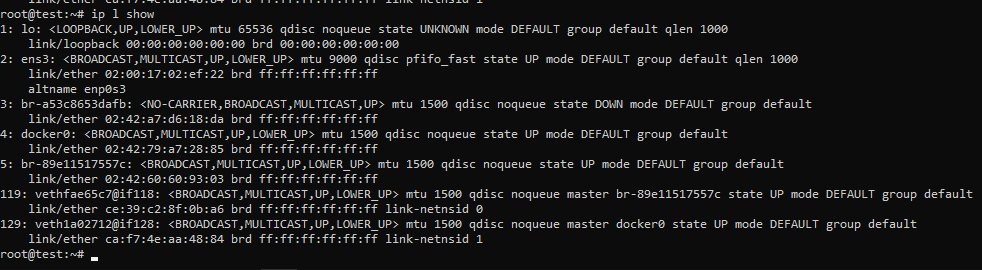 link/ether ca:f7:4e:aa:48:84 brd ff:ff:ff:ff:ff:ff link-netnsid 1
root@test:~# ip l show
1: lo: <LOOPBACK,UP,LOWER_UP> mtu 65536 qdisc noqueue state UNKNOWN mode DEFAULT group default qlen 1000
    link/loopback 00:00:00:00:00:00 brd 00:00:00:00:00:00
2: ens3: <BROADCAST,MULTICAST,UP,LOWER_UP> mtu 9000 qdisc pfifo_fast state UP mode DEFAULT group default qlen 1000
    link/ether 02:00:17:02:ef:22 brd ff:ff:ff:ff:ff:ff
    altname enp0s3
3: br-a53c8653dafb: <NO-CARRIER,BROADCAST,MULTICAST,UP> mtu 1500 qdisc noqueue state DOWN mode DEFAULT group default
    link/ether 02:42:a7:d6:18:da brd ff:ff:ff:ff:ff:ff
4: docker0: <BROADCAST,MULTICAST,UP,LOWER_UP> mtu 1500 qdisc noqueue state UP mode DEFAULT group default
    link/ether 02:42:79:a7:28:85 brd ff:ff:ff:ff:ff:ff
5: br-89e11517557c: <BROADCAST,MULTICAST,UP,LOWER_UP> mtu 1500 qdisc noqueue state UP mode DEFAULT group default
    link/ether 02:42:60:60:93:03 brd ff:ff:ff:ff:ff:ff
119: vethfae65c7@if118: <BROADCAST,MULTICAST,UP,LOWER_UP> mtu 1500 qdisc noqueue master br-89e11517557c state UP mode DEFAULT group default
    link/ether ce:39:c2:8f:0b:a6 brd ff:ff:ff:ff:ff:ff link-netnsid 0
129: veth1a02712@if128: <BROADCAST,MULTICAST,UP,LOWER_UP> mtu 1500 qdisc noqueue master docker0 state UP mode DEFAULT group default
    link/ether ca:f7:4e:aa:48:84 brd ff:ff:ff:ff:ff:ff link-netnsid 1
root@test:~#